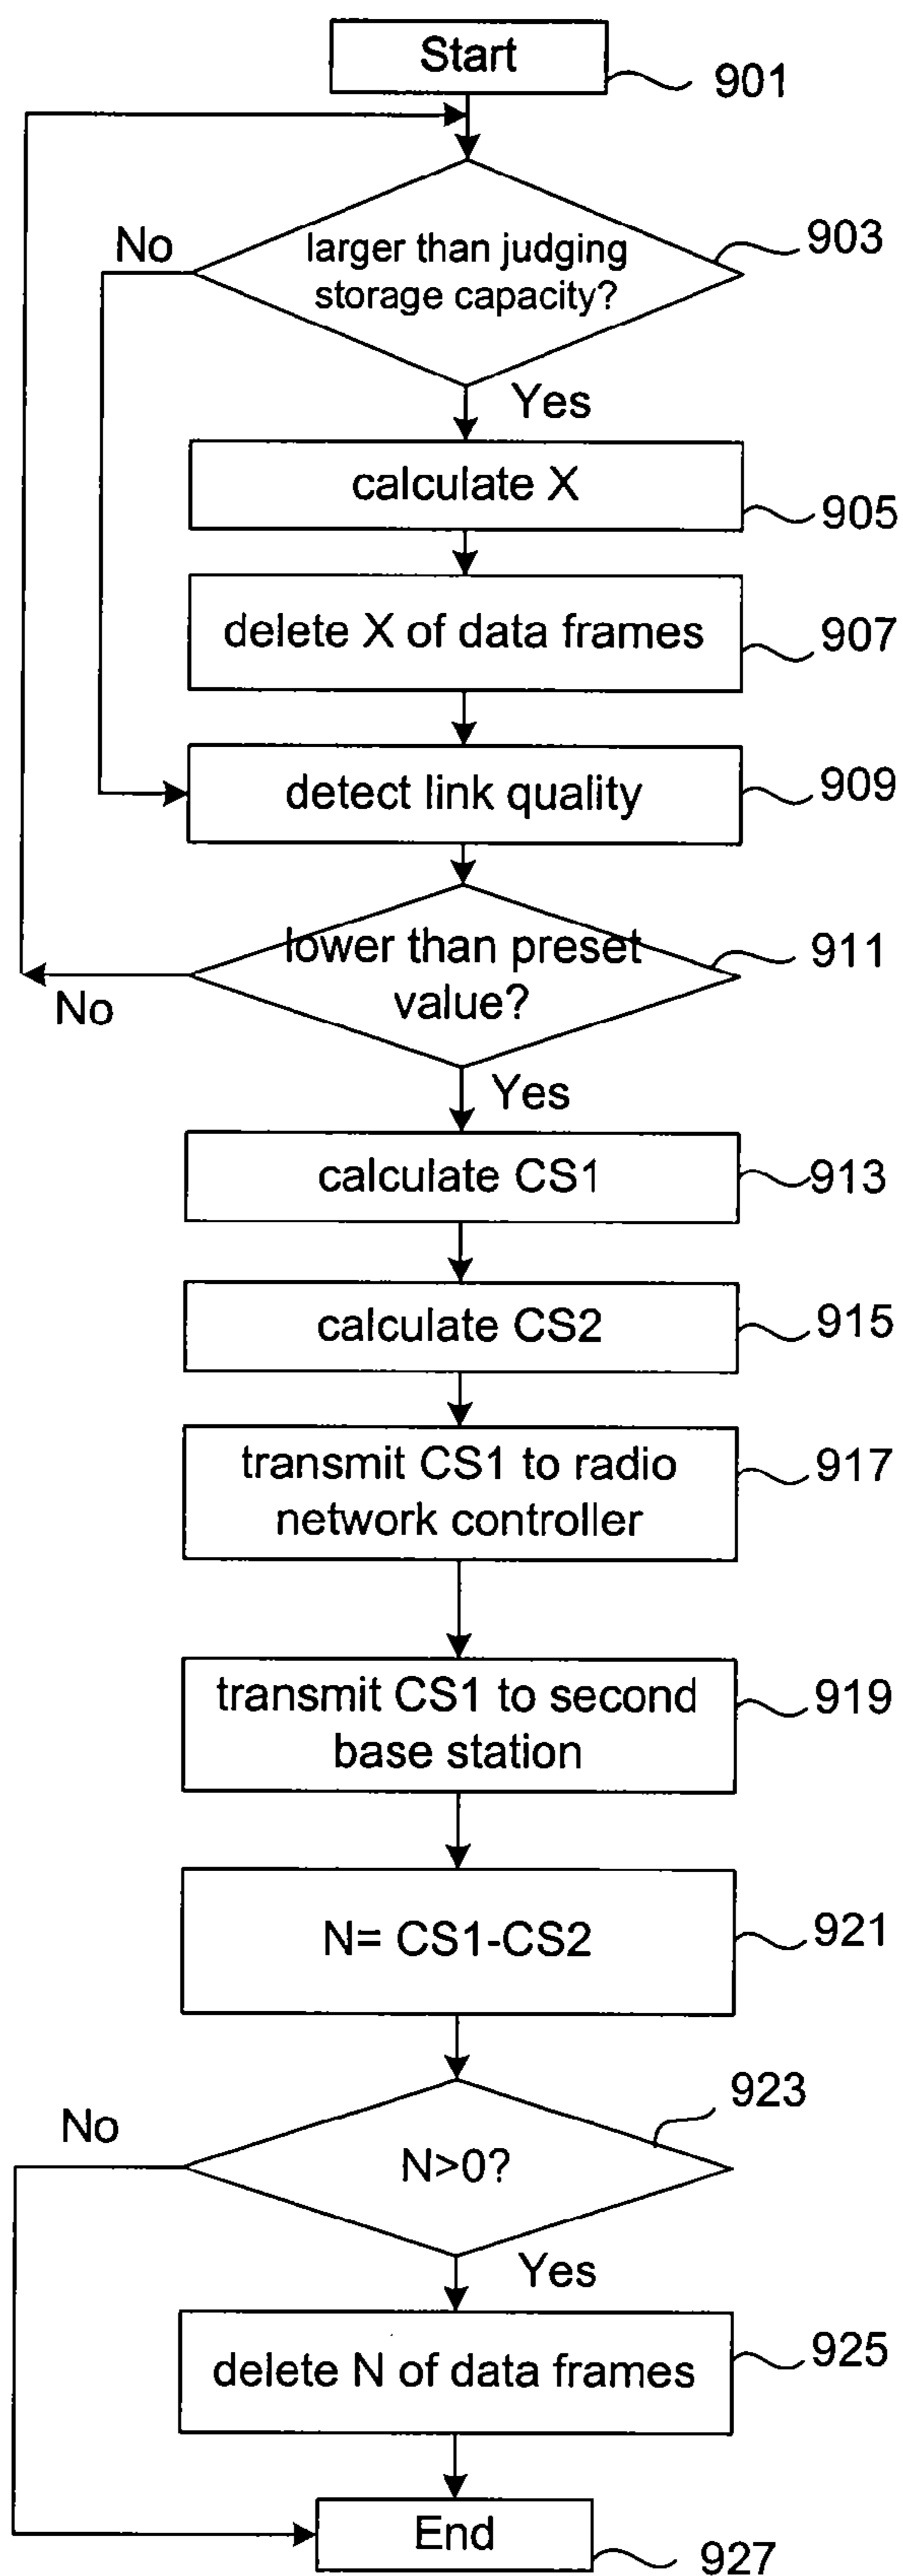 Start
901
larger than judging
storage capacity?
903
No
Yes
calculate X
905
delete X of data frames
907
detect link quality
909
lower than preset
value?
911
No
Yes
calculate CS1
913
calculate CS2
915
transmit CS1 to radio
network controller
917
transmit CS1 to second
base station
919
N= CS1-CS2
921
923
No
N>0?
Yes
delete N of data frames
925
End
927